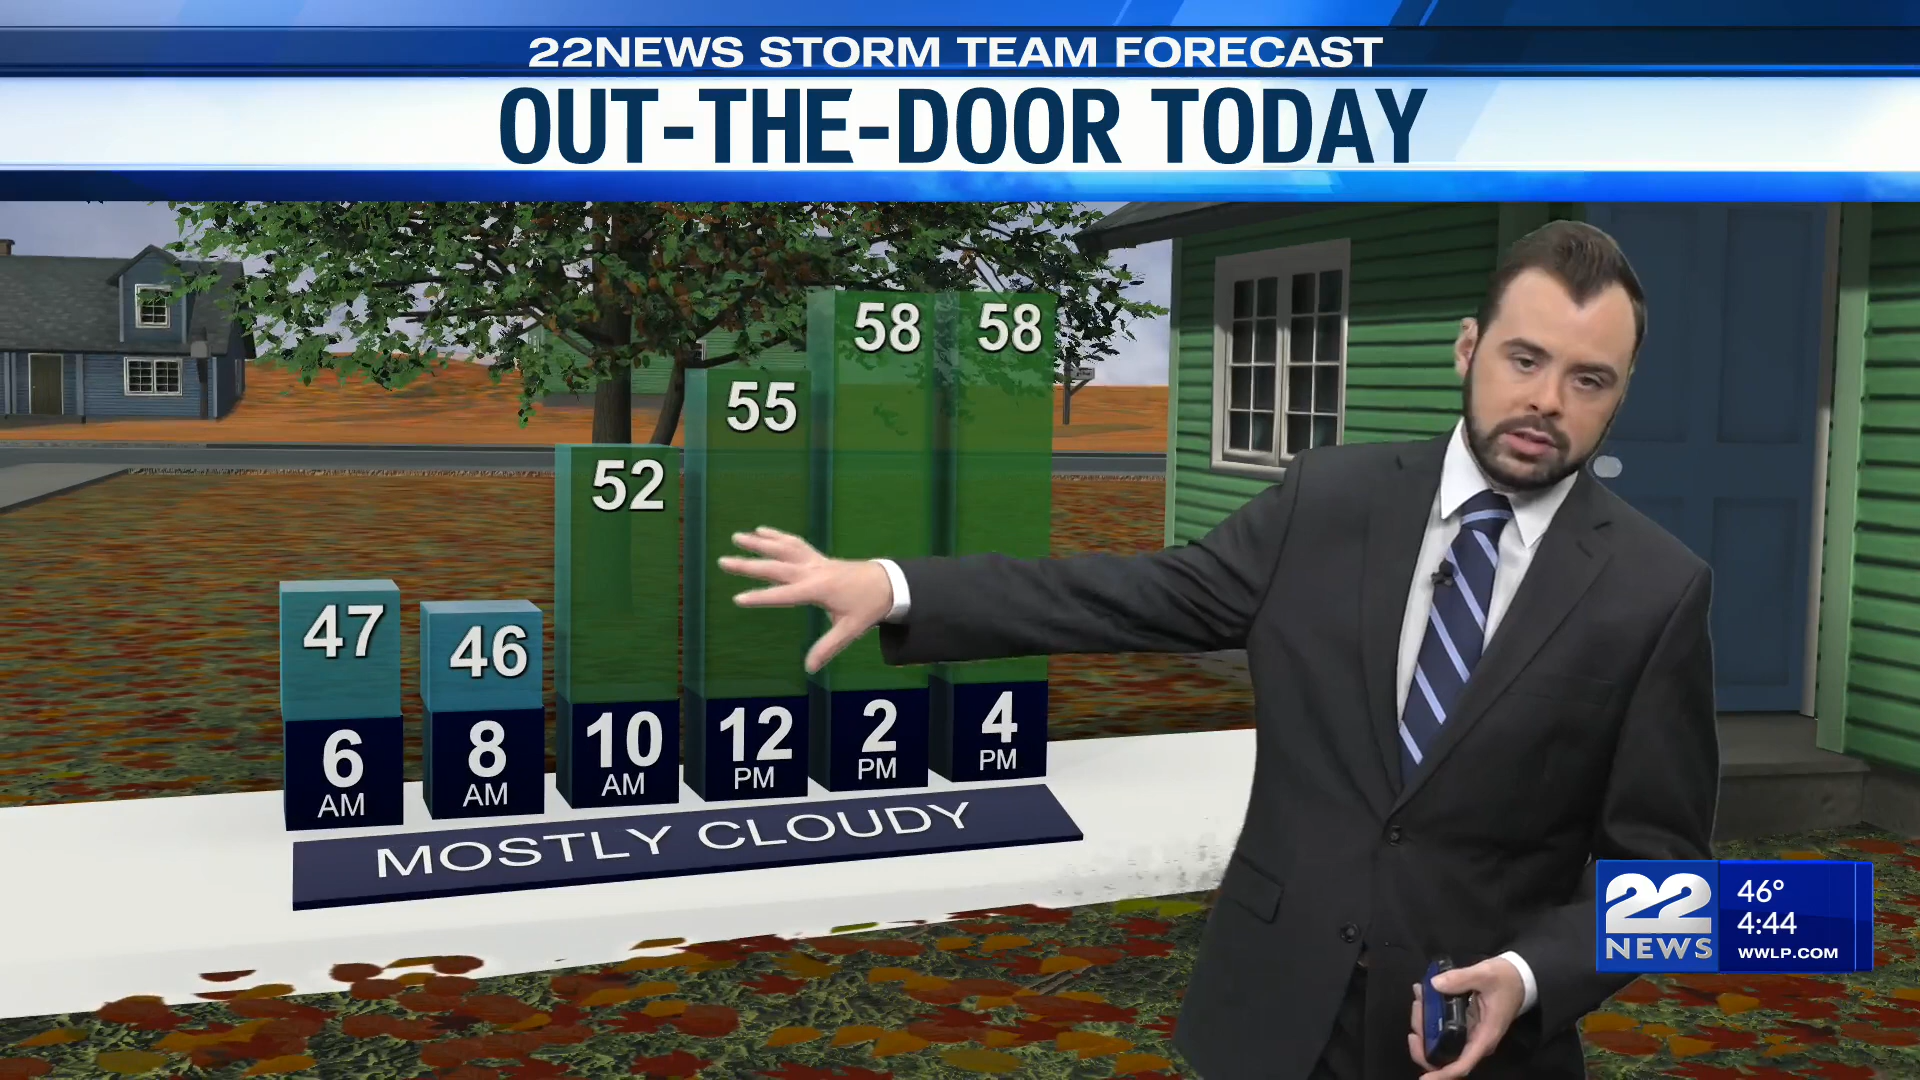 22NEWS STORM TEAM FORECAST
OUT-THE-DOOR TODAY
47
46
52
55
58
58
6
AM
8
AM
10
AM
12
PM
2
PM
4
PM
MOSTLY CLOUDY
22
NEWS
46°
4:44
WWLP.COM